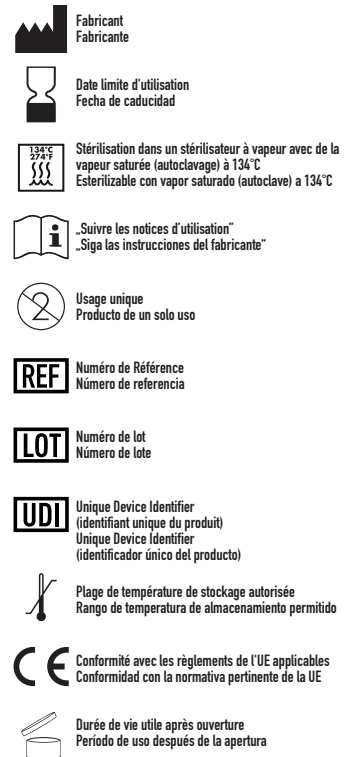 Fabricant
Fabricante
Date limite d'utilisation
Fecha de caducidad
134°C
274°F
Stérilisation dans un stérilisateur à vapeur avec de la
vapeur saturée (autoclavage) à 134°C
Esterilizable con vapor saturado (autoclave) a 134°C
i
„Suivre les notices d'utilisation"
„Siga las instrucciones del fabricante"
2
Usage unique
Producto de un solo uso
REF
Numéro de Référence
Número de referencia
LOT
Numéro de lot
Número de lote
UDI
Unique Device Identifier
(identifiant unique du produit)
Unique Device Identifier
(identificador único del producto)
Plage de température de stockage autorisée
Rango de temperatura de almacenamiento permitido
CE
Conformité avec les règlements de l'UE applicables
Conformidad con la normativa pertinente de la UE
Durée de vie utile après ouverture
Período de uso después de la apertura